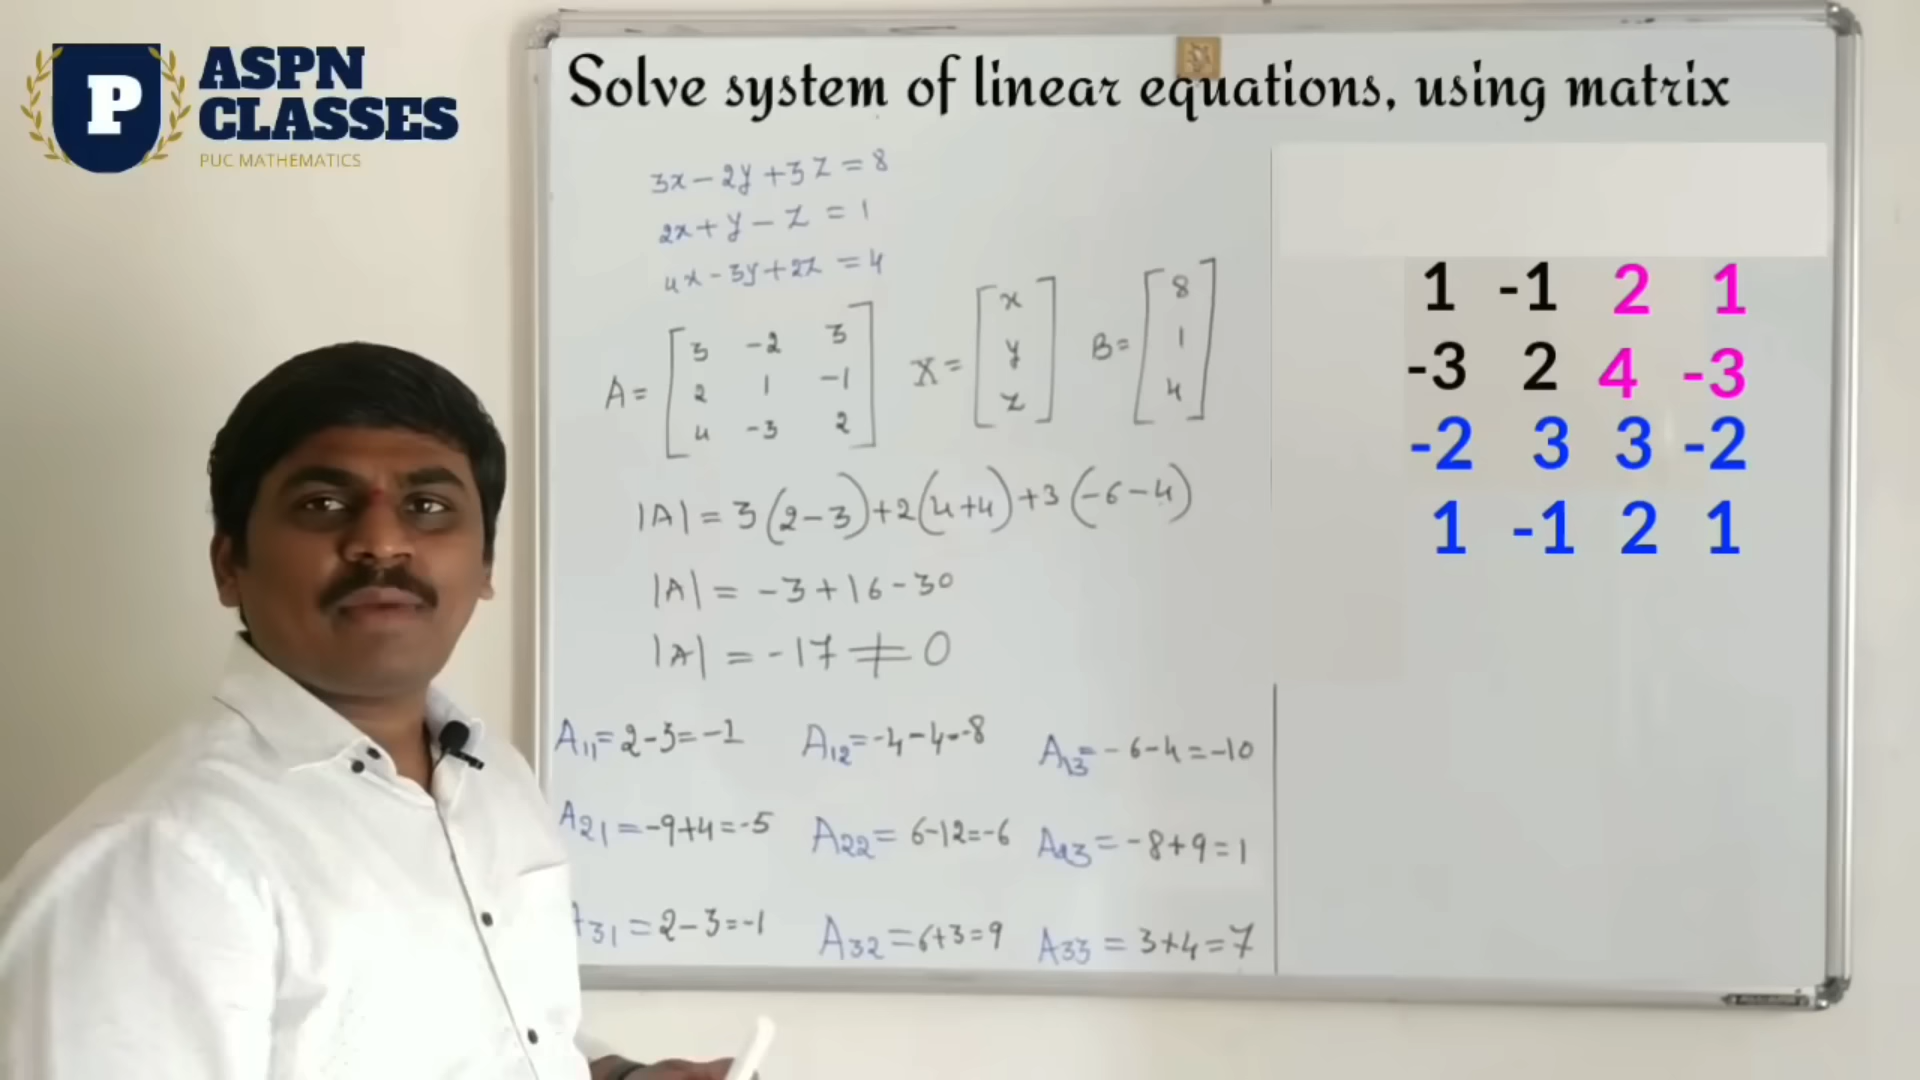 P
ASPN
CLASSES
PUC MATHEMATICS
Solve system of linear equations, using matrix
3x - 2y + 3z = 8
2x + y - z = 1
4x - 3y + 2z = 4
A = [ 3 -2 3
2 1 -1
4 -3 2 ]
X = [ x
y
z ]
B = [ 8
1
4 ]
|A| = 3(2-3)+2(4+4)+3(-6-4)
|A| = -3+16-30
|A| = -17 ≠ 0
A11 = 2-3=-1 A12=-4-4=-8 A13=-6-4=-10
A21 =-9+4=-5 A22= 6-12=-6 A23=-8+9=1
A31 = 2-3=-1 A32=6+3=9 A33 = 3+4=7
1 -1 2 1
-3 2 4 -3
-2 3 3 -2
1 -1 2 1